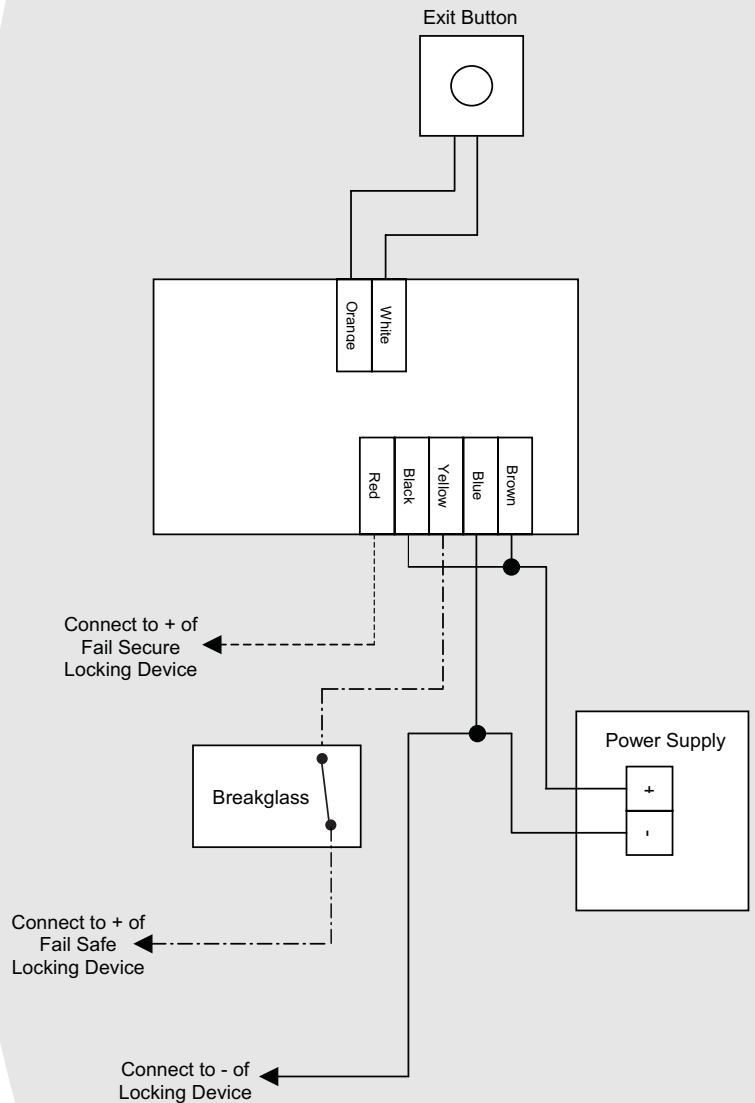 Exit Button
Orange
White
Red
Black
Yellow
Blue
Brown
Connect to + of
Fail Secure
Locking Device
Power Supply
+
-
Breakglass
Connect to + of
Fail Safe
Locking Device
Connect to - of
Locking Device